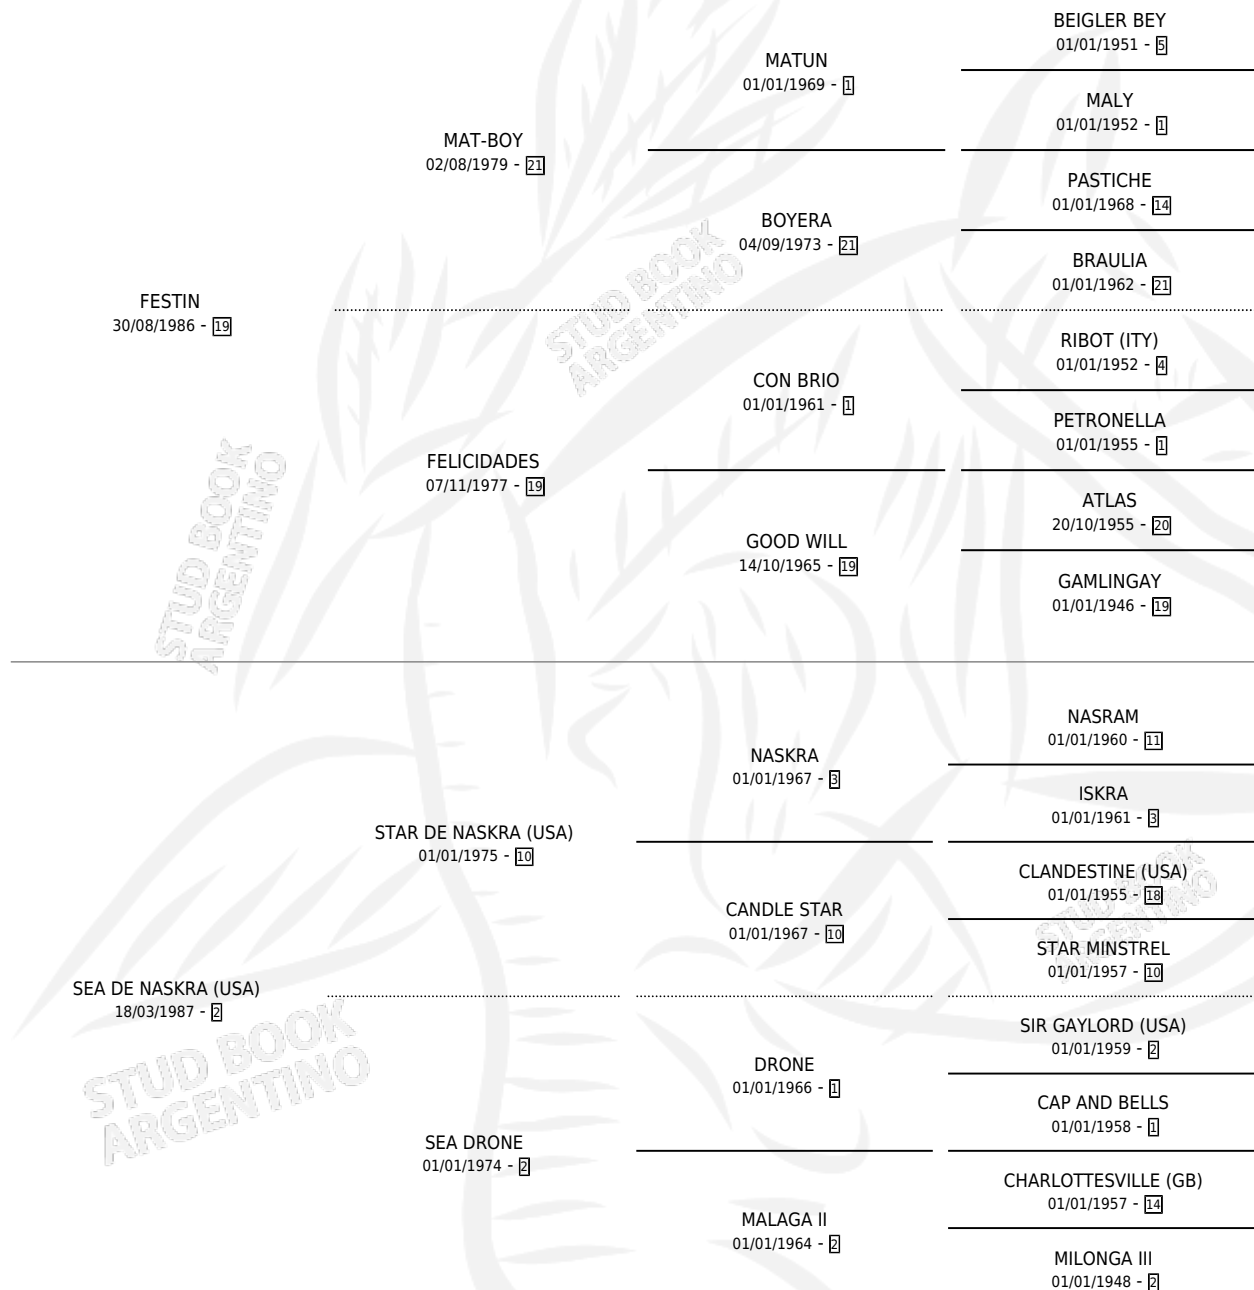 BEIGLER BEY
01/01/1951 - 5
MATUN
01/01/1969 - 1
MALY
01/01/1952 - 1
MAT-BOY
02/08/1979 - 21
PASTICHE
01/01/1968 - 14
BOYERA
04/09/1973 - 21
BRAULIA
01/01/1962 - 21
STUD BOOK
ARGENTINO
FESTIN
30/08/1986 - 19
RIBOT (ITY)
01/01/1952 - 4
CON BRIO
01/01/1961 - 1
PETRONELLA
01/01/1955 - 1
FELICIDADES
07/11/1977 - 19
ATLAS
20/10/1955 - 20
GOOD WILL
14/10/1965 - 19
GAMLINGAY
01/01/1946 - 19
STUD BOOK
ARGENTINO
NASRAM
01/01/1960 - 11
NASKRA
01/01/1967 - 3
ISKRA
01/01/1961 - 3
STAR DE NASKRA (USA)
01/01/1975 - 10
CLANDESTINE (USA)
01/01/1955 - 18
CANDLE STAR
01/01/1967 - 10
STAR MINSTREL
01/01/1957 - 10
STUD BOOK
ARGENTINO
SEA DE NASKRA (USA)
18/03/1987 - 2
SIR GAYLORD (USA)
01/01/1959 - 2
DRONE
01/01/1966 - 1
CAP AND BELLS
01/01/1958 - 1
STUD BOOK
ARGENTINO
SEA DRONE
01/01/1974 - 2
CHARLOTTESVILLE (GB)
01/01/1957 - 14
MALAGA II
01/01/1964 - 2
MILONGA III
01/01/1948 - 2